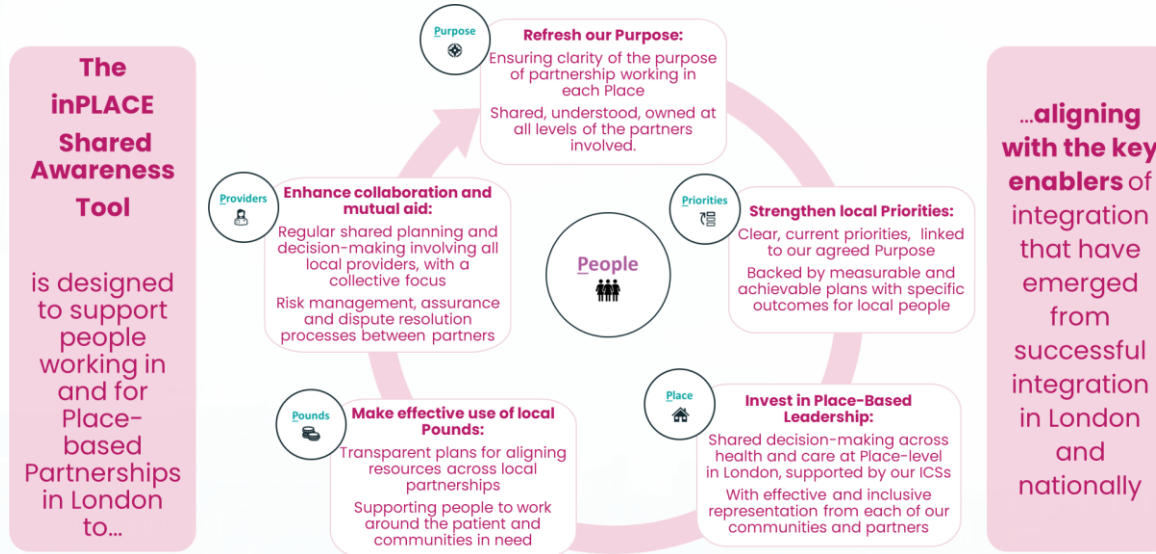 The
inPLACE
Shared
Awareness
Tool
is designed
to support
people
working in
and for
Place-
based
Partnerships
in London
to...
Purpose
Refresh our Purpose:
Ensuring clarity of the purpose
of partnership working in
each Place
Shared, understood, owned at
all levels of the partners
involved.
Priorities
Strengthen local Priorities:
Clear, current priorities, linked
to our agreed Purpose
Backed by measurable and
achievable plans with specific
outcomes for local people
Place
Invest in Place-Based
Leadership:
Shared decision-making across
health and care at Place-level
in London, supported by our ICSs
With effective and inclusive
representation from each of our
communities and partners
Pounds
Make effective use of local
Pounds:
Transparent plans for aligning
resources across local
partnerships
Supporting people to work
around the patient and
communities in need
Providers
Enhance collaboration and
mutual aid:
Regular shared planning and
decision-making involving all
local providers, with a
collective focus
Risk management, assurance
and dispute resolution
processes between partners
People
...aligning
with the key
enablers of
integration
that have
emerged
from
successful
integration
in London
and
nationally